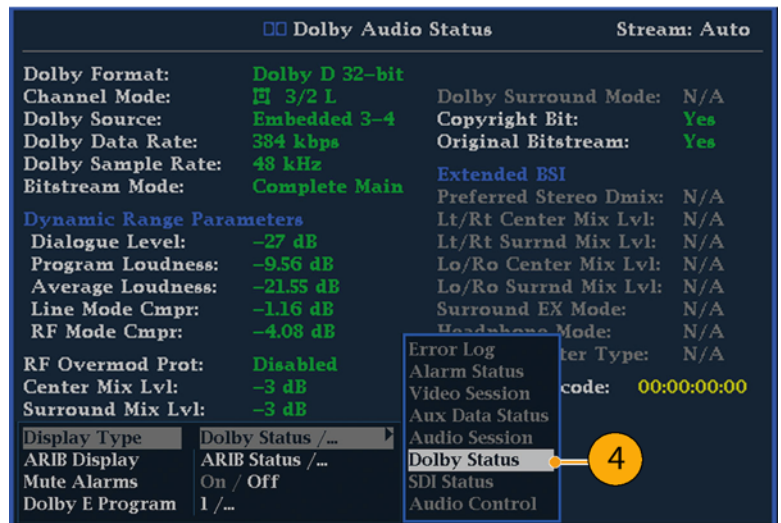 Dolby Audio Status Stream: Auto
Dolby Format: Dolby D 32-bit
Channel Mode: 3/2 L Dolby Surround Mode: N/A
Dolby Source: Embedded 3-4 Copyright Bit: Yes
Dolby Data Rate: 384 kbps Original Bitstream: Yes
Dolby Sample Rate: 48 kHz
Extended BSI
Bitstream Mode: Complete Main
Preferred Stereo Dmix: N/A
Dynamic Range Parameters Lt/Rt Center Mix Lvl: N/A
Dialogue Level: -27 dB Lt/Rt Surrnd Mix Lvl: N/A
Program Loudness: -9.56 dB Lo/Ro Center Mix Lvl: N/A
Average Loudness: -21.55 dB Lo/Ro Surrnd Mix Lvl: N/A
Line Mode Cmpr: -1.16 dB Surround EX Mode: N/A
RF Mode Cmpr: -4.08 dB Headphone Mode: N/A
RF Overmod Prot: Disabled ter Type: N/A
Center Mix Lvl: -3 dB code: 00:00:00:00
Surround Mix Lvl: -3 dB
Display Type Dolby Status /...
ARIB Display ARIB Status /...
Mute Alarms On / Off
Dolby E Program 1 /...
Error Log
Alarm Status
Video Session
Aux Data Status
Audio Session
Dolby Status 4
SDI Status
Audio Control